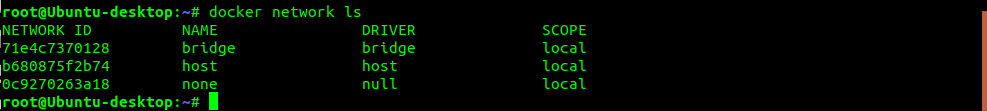 root@Ubuntu-desktop:~# docker network ls
NETWORK ID          NAME                DRIVER              SCOPE
71e4c7370128        bridge              bridge              local
b680875f2b74        host                host                local
0c9270263a18        none                null                local
root@Ubuntu-desktop:~#